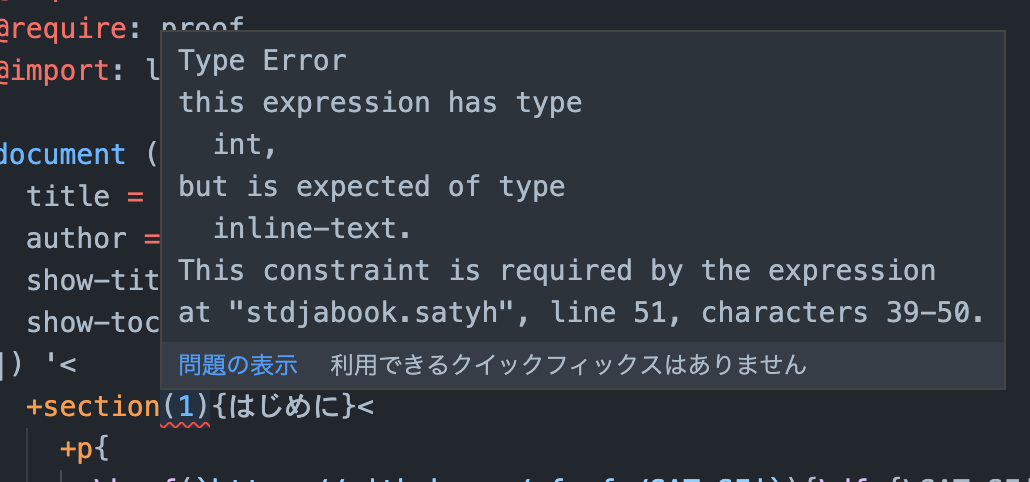 @require: proof
@import: l
document (
title =
author =
show-tit
show-toc
|) '<
+section(1){はじめに}<
+p{
Type Error
this expression has type
int,
but is expected of type
inline-text.
This constraint is required by the expression
at "stdjabook.satyh", line 51, characters 39-50.
問題の表示 利用できるクイックフィックスはありません